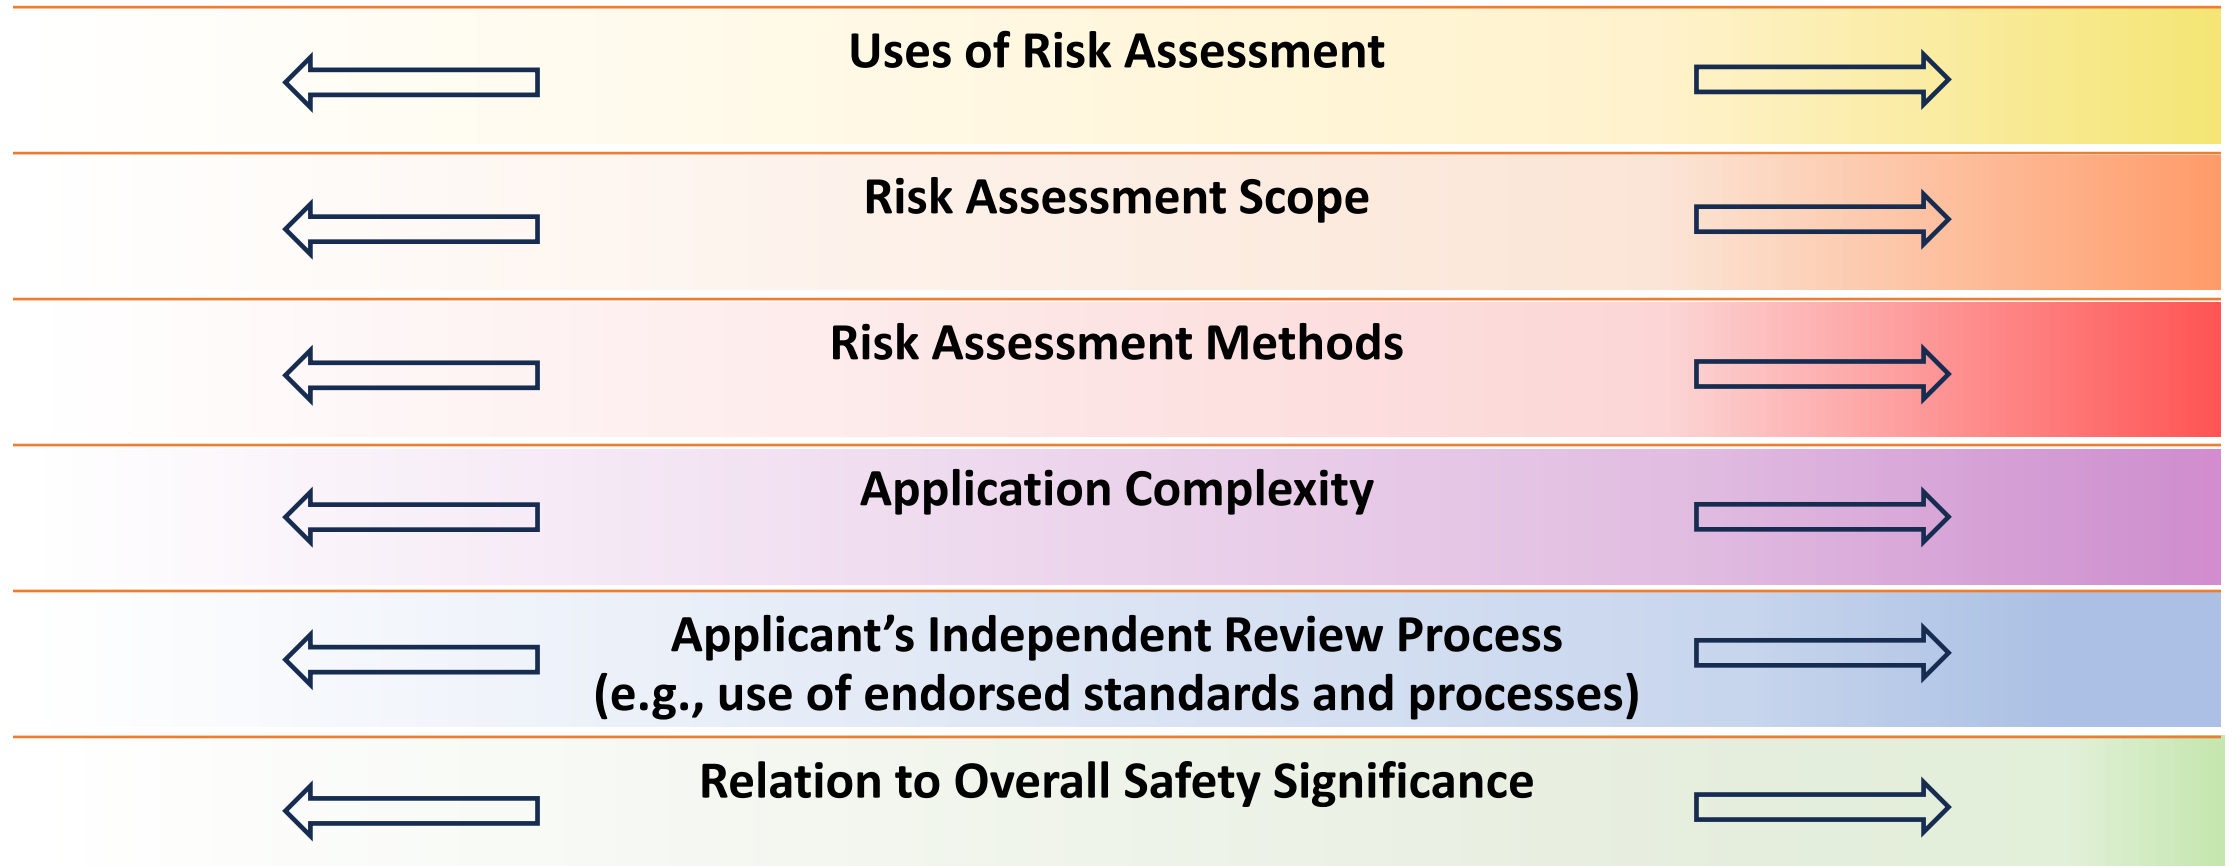 Uses of Risk Assessment
Risk Assessment Scope
Risk Assessment Methods
Application Complexity
Applicant’s Independent Review Process
(e.g., use of endorsed standards and processes)
Relation to Overall Safety Significance